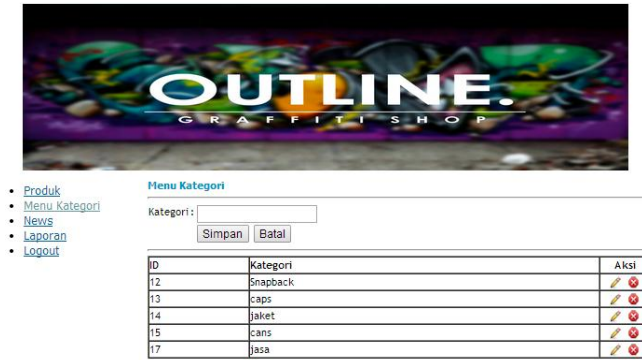 OUTLINE.
GRAFFITI SHOP
Produk
Menu Kategori
News
Laporan
Logout
Menu Kategori
Kategori :
Simpan Batal
ID Kategori Aksi
12 Snapback
13 caps
14 jaket
15 cans
17 jasa